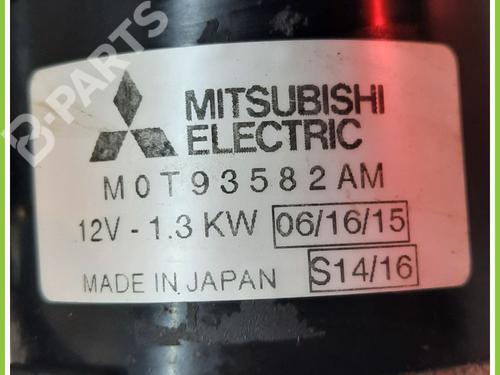 B-PARTS
MITSUBISHI
ELECTRIC
M0T93582AM
12V - 1.3 KW 06/16/15
MADE IN JAPAN S14/16